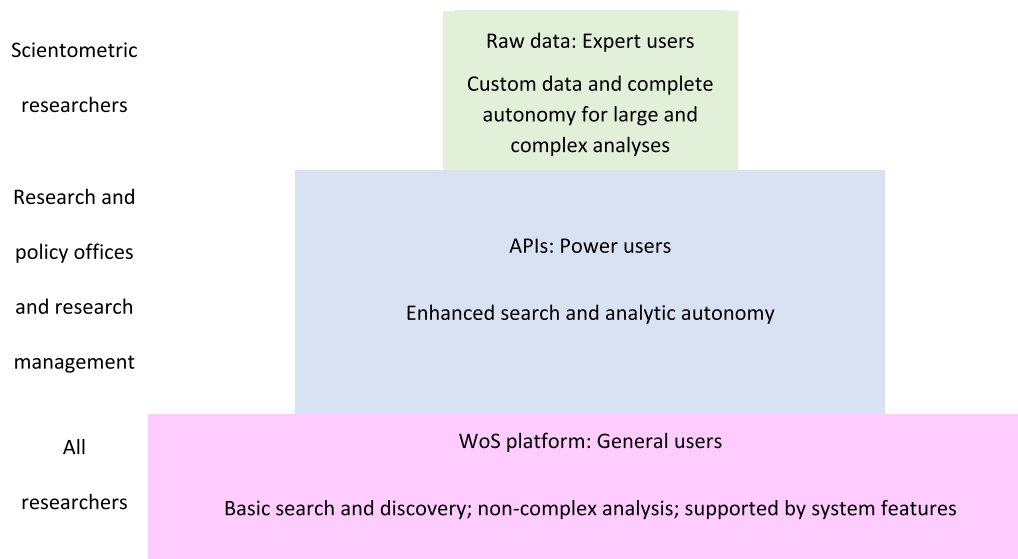 Scientometric
researchers
Raw data: Expert users
Custom data and complete
autonomy for large and
complex analyses
Research and
policy offices
and research
management
APIs: Power users
Enhanced search and analytic autonomy
All
researchers
WoS platform: General users
Basic search and discovery; non-complex analysis; supported by system features